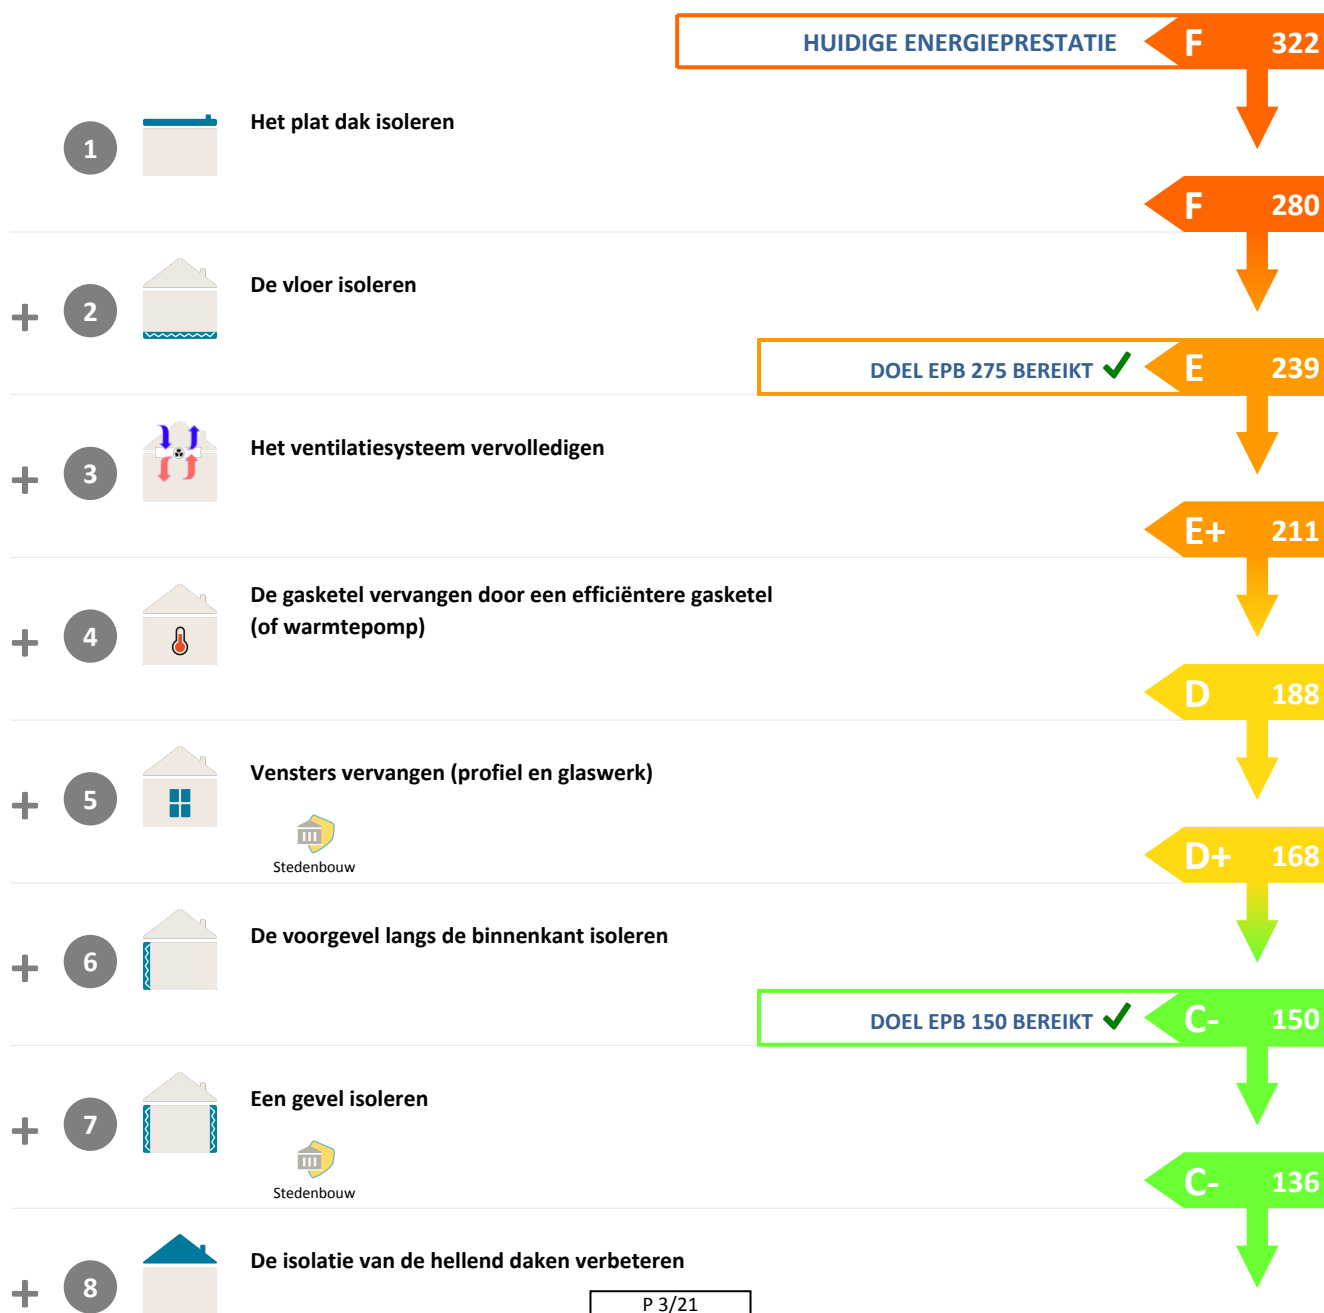 HUIDIGE ENERGIEPRESTATIE F 322
1 Het plat dak isoleren
F 280
+ 2 De vloer isoleren
DOEL EPB 275 BEREIKT ✓ E 239
+ 3 Het ventilatiesysteem vervolledigen
E+ 211
+ 4 De gasketel vervangen door een efficiëntere gasketel
(of warmtepomp)
D 188
+ 5 Vensters vervangen (profiel en glaswerk)
Stedenbouw
D+ 168
+ 6 De voorgevel langs de binnenkant isoleren
DOEL EPB 150 BEREIKT ✓ C- 150
+ 7 Een gevel isoleren
Stedenbouw
C- 136
+ 8 De isolatie van de hellend daken verbeteren
P 3/21